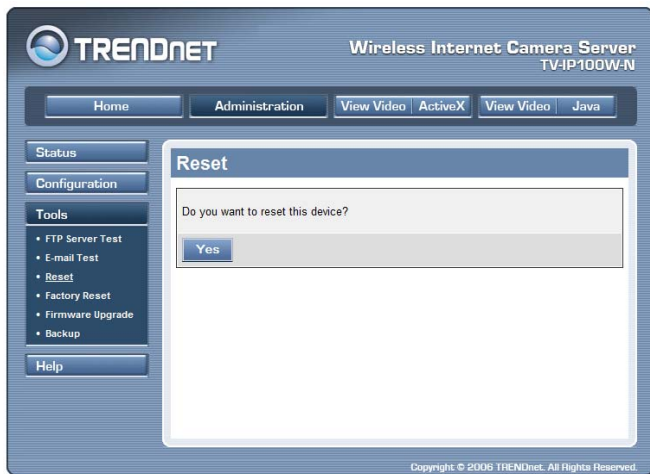 TRENDNET
Wireless Internet Camera Server
TV-IP100W-N
Home
Administration
View Video | ActiveX
View Video | Java
Status
Configuration
Tools
• FTP Server Test
• E-mail Test
• Reset
• Factory Reset
• Firmware Upgrade
• Backup
Help
Reset
Do you want to reset this device?
Yes
Copyright © 2006 TRENDnet. All Rights Reserved.